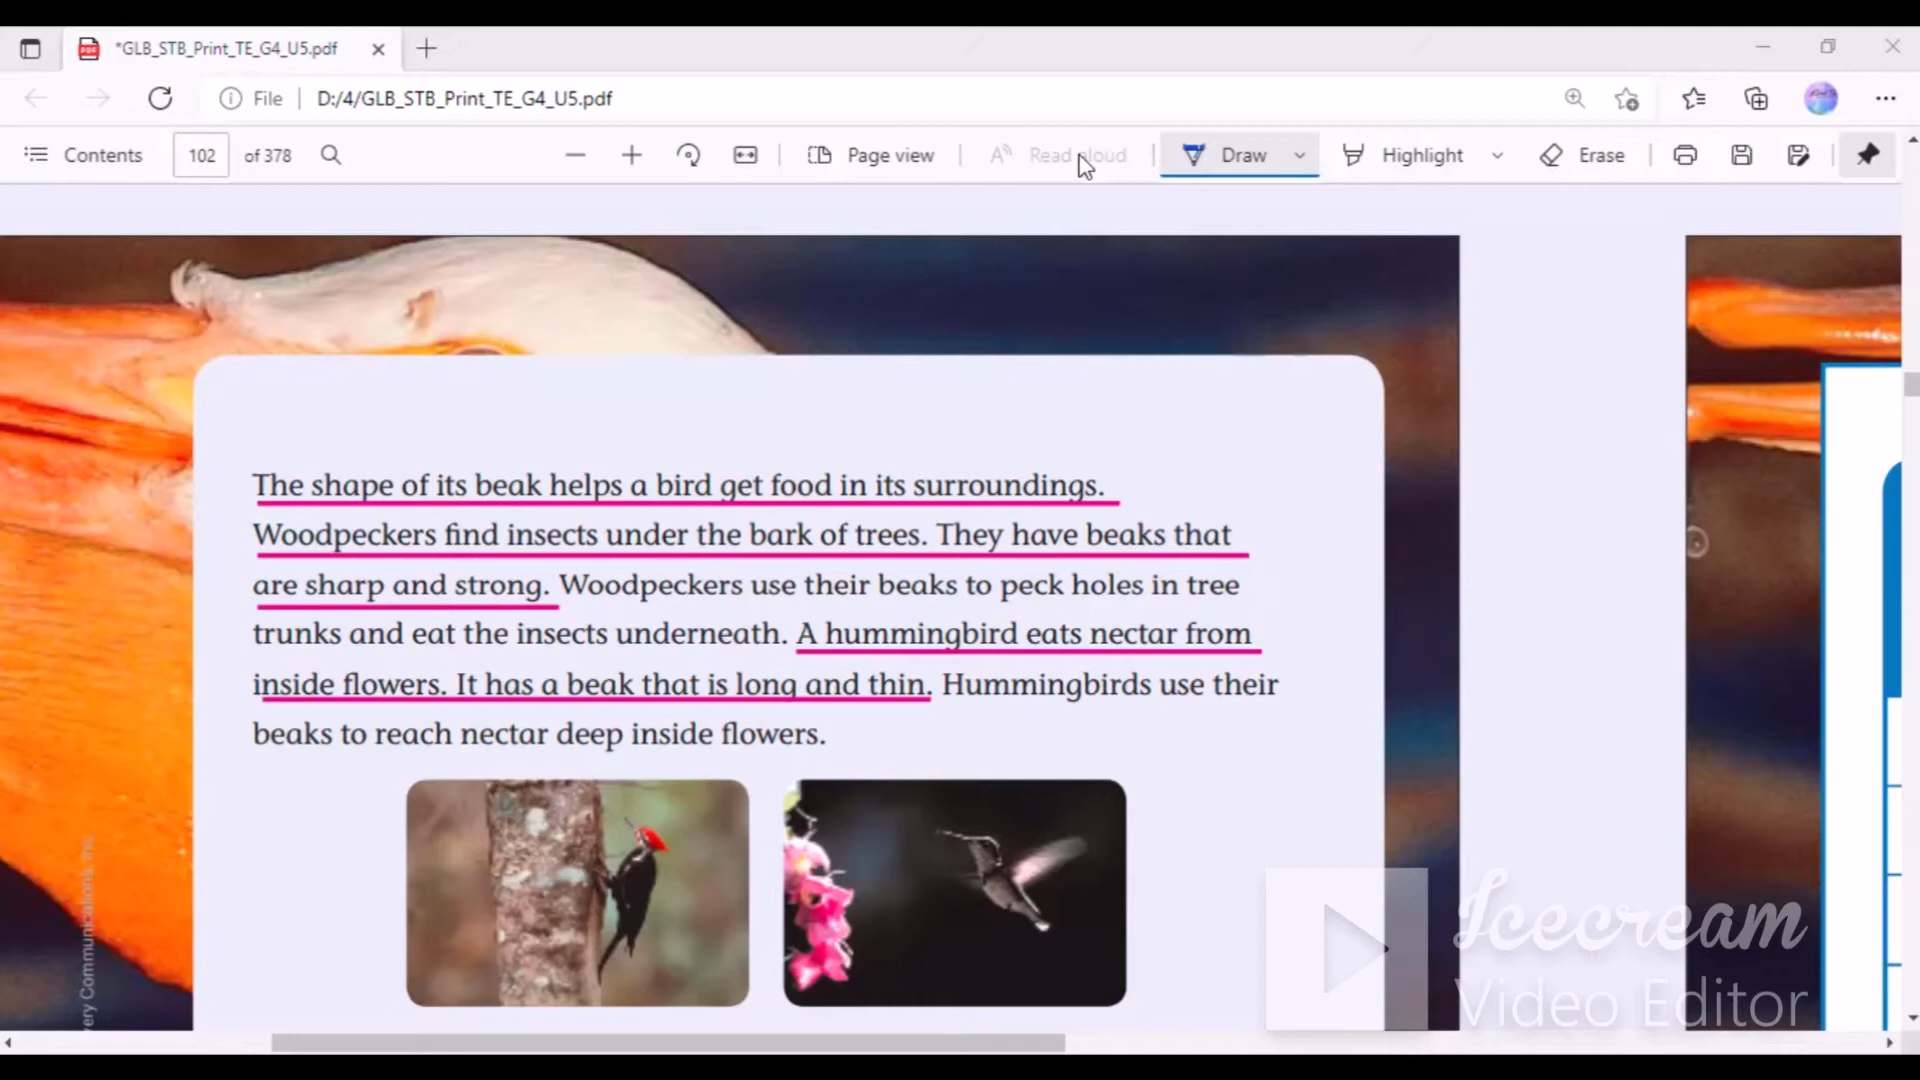 *GLB_STB_Print_TE_G4_U5.pdf
File D:/4/GLB_STB_Print_TE_G4_U5.pdf
Contents 102 of 378 Page view Read aloud Draw Highlight Erase
The shape of its beak helps a bird get food in its surroundings.
Woodpeckers find insects under the bark of trees. They have beaks that
are sharp and strong. Woodpeckers use their beaks to peck holes in tree
trunks and eat the insects underneath. A hummingbird eats nectar from
inside flowers. It has a beak that is long and thin. Hummingbirds use their
beaks to reach nectar deep inside flowers.
Communications, Inc.
Icecream
Video Editor